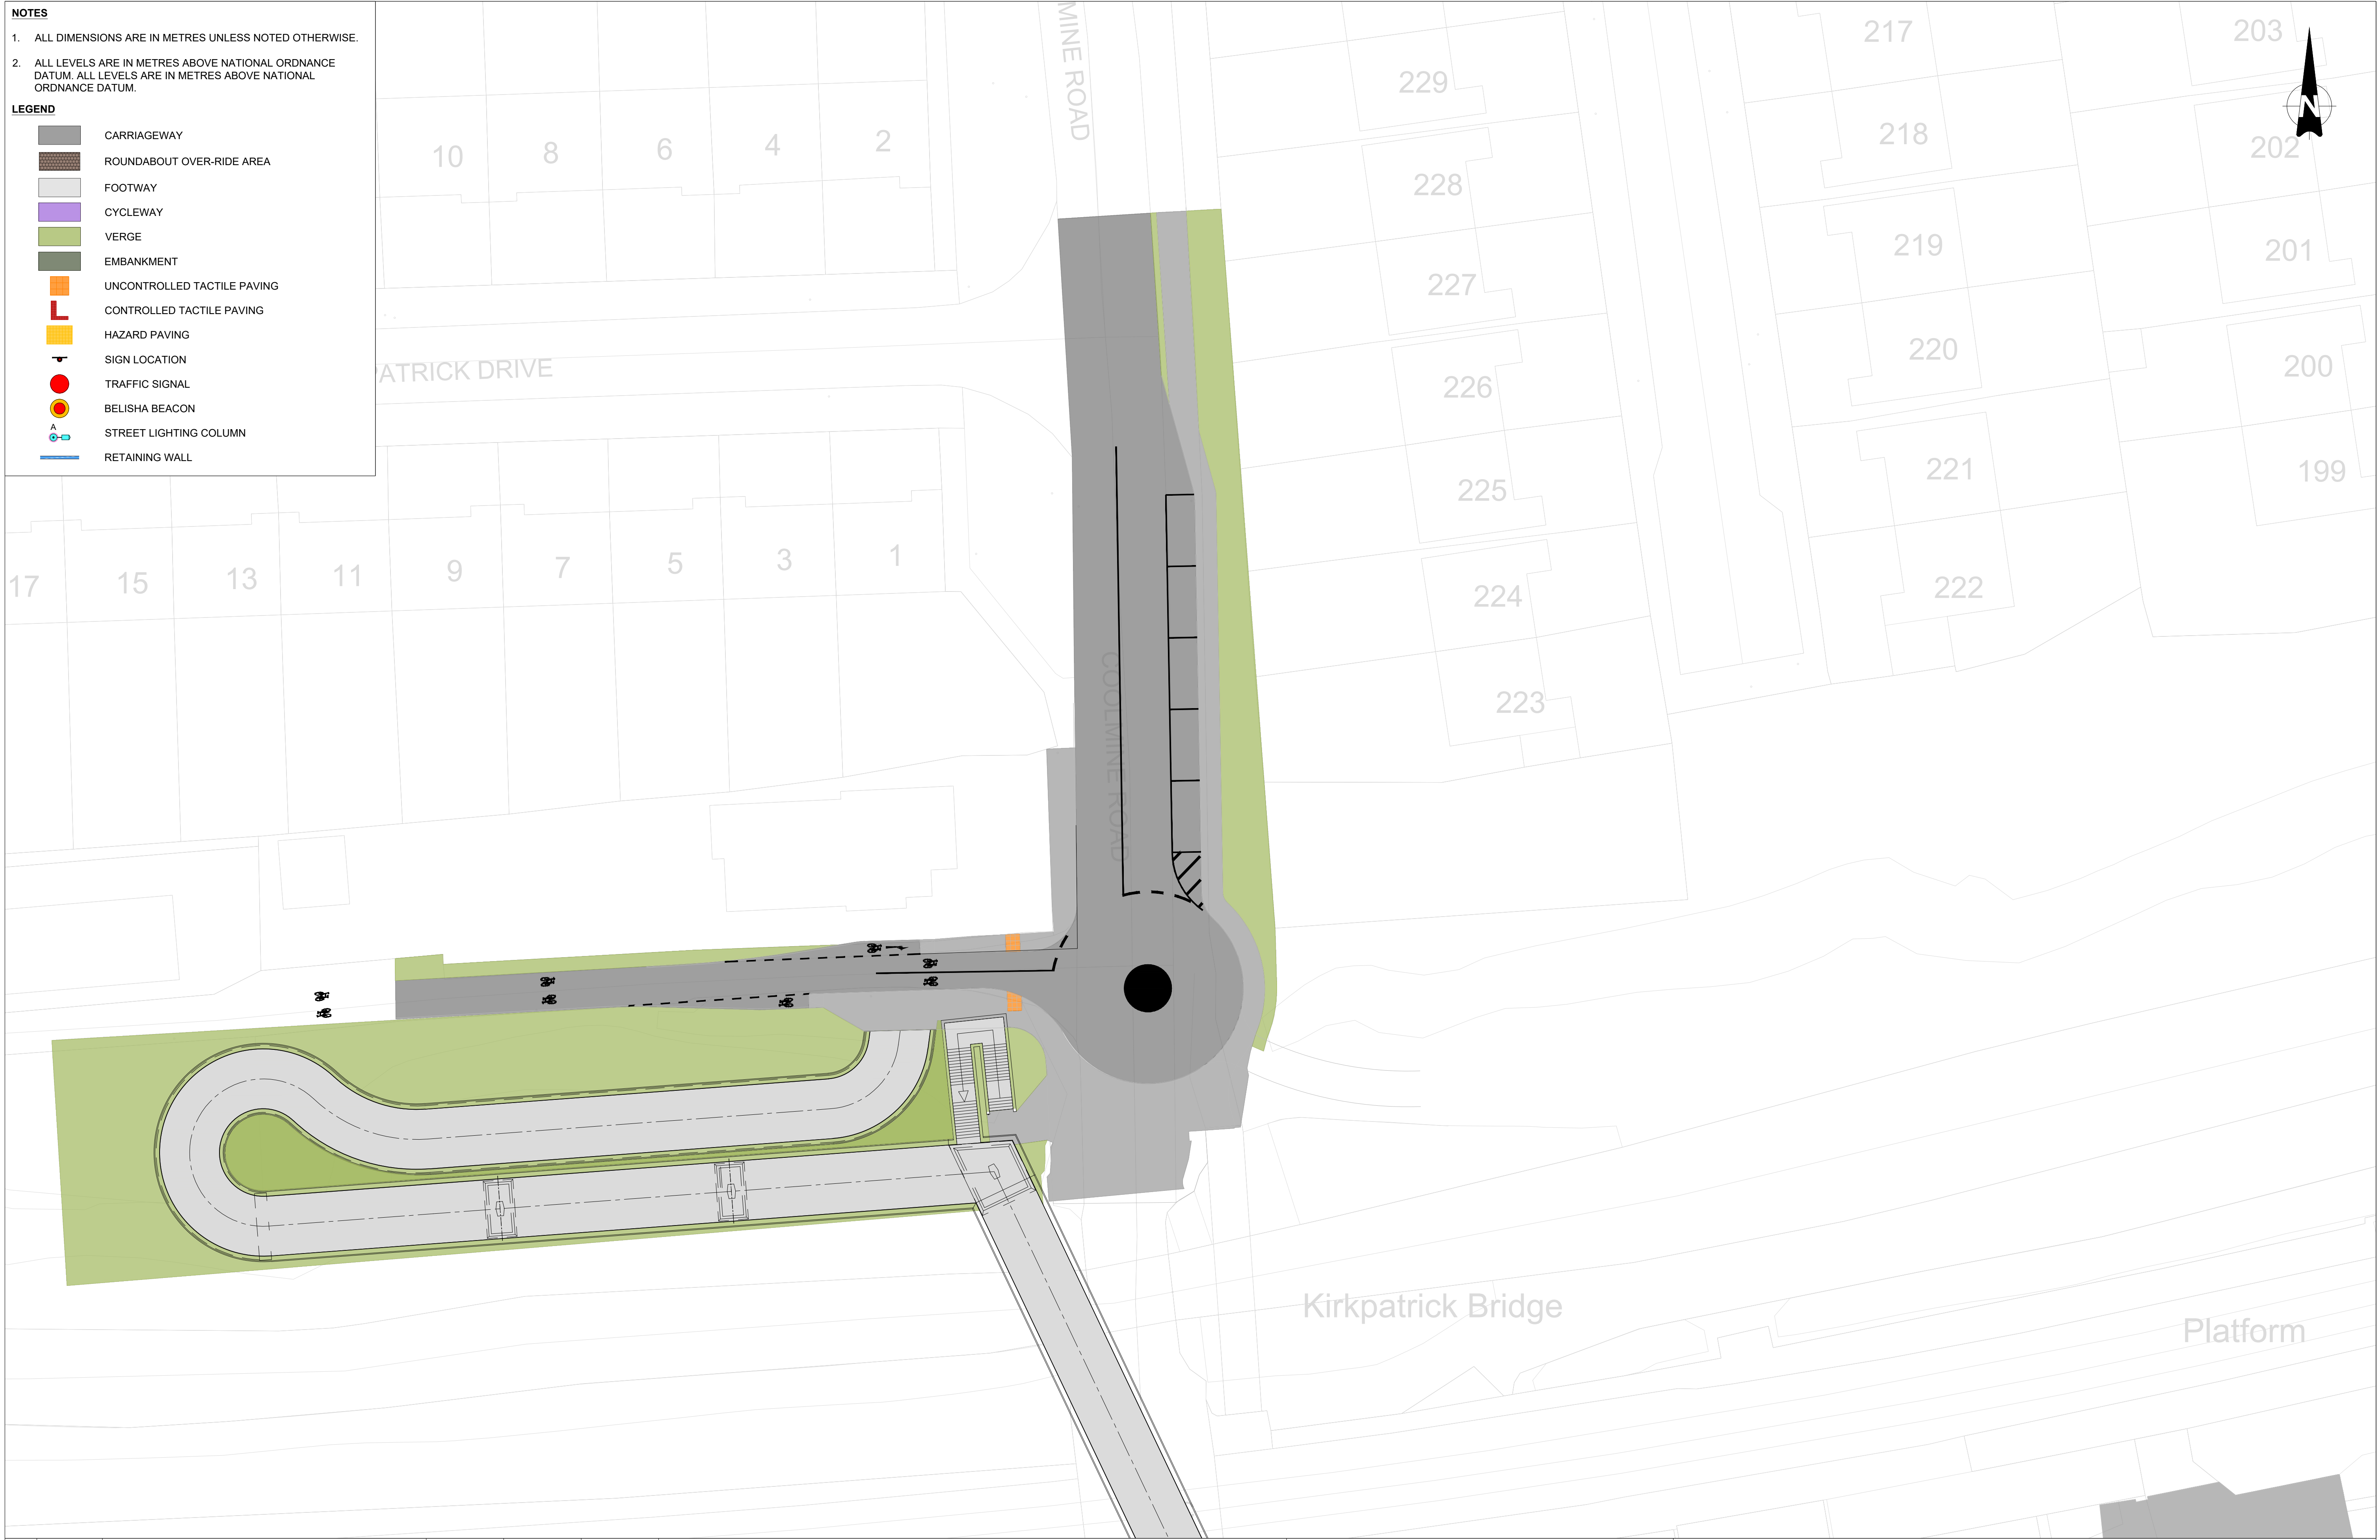 NOTES
1. ALL DIMENSIONS ARE IN METRES UNLESS NOTED OTHERWISE.
2. ALL LEVELS ARE IN METRES ABOVE NATIONAL ORDNANCE
DATUM. ALL LEVELS ARE IN METRES ABOVE NATIONAL
ORDNANCE DATUM.
LEGEND
CARRIAGEWAY
ROUNDABOUT OVER-RIDE AREA
FOOTWAY
CYCLEWAY
VERGE
EMBANKMENT
UNCONTROLLED TACTILE PAVING
CONTROLLED TACTILE PAVING
HAZARD PAVING
SIGN LOCATION
TRAFFIC SIGNAL
BELISHA BEACON
A
STREET LIGHTING COLUMN
RETAINING WALL
MINE ROAD
N
10
8
6
4
2
229
228
227
226
225
224
223
217
218
219
220
221
222
203
202
201
200
199
PATRICK DRIVE
17
15
13
11
9
7
5
3
1
COOLMINE ROAD
Kirkpatrick Bridge
Platform